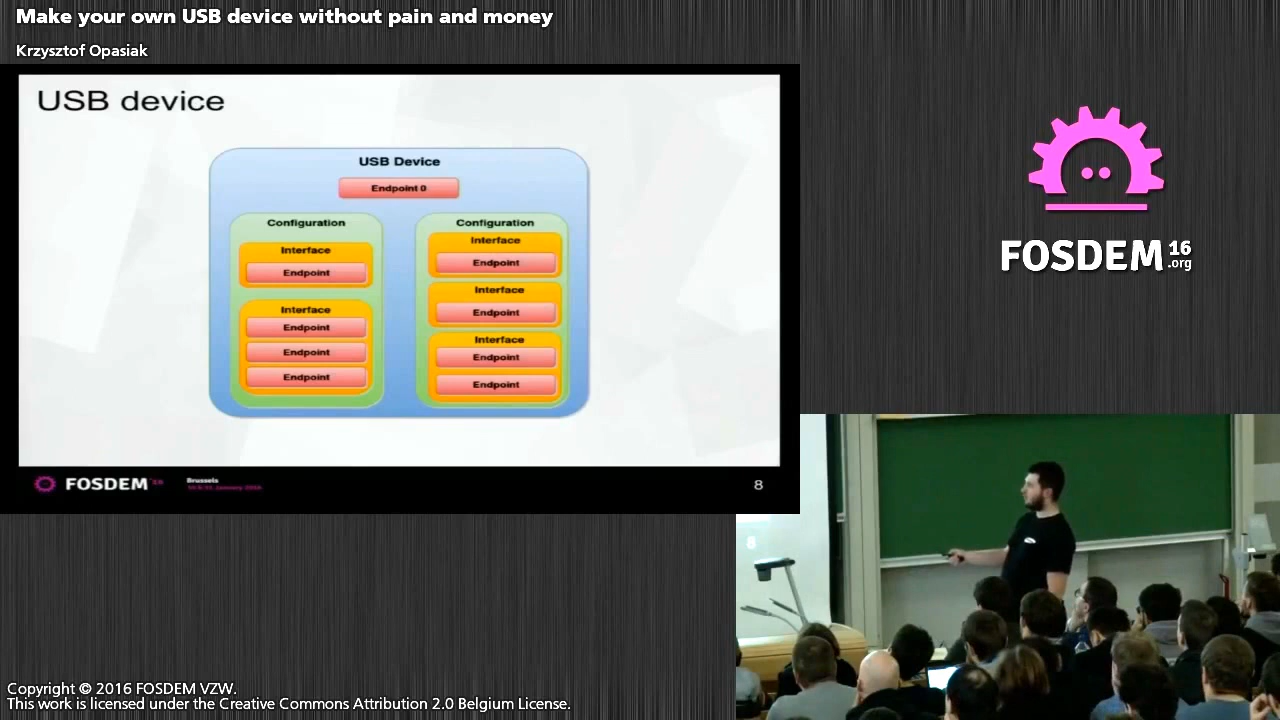 Make your own USB device without pain and money
Krzysztof Opasiak
USB device
USB Device
Endpoint 0
Configuration
Interface
Endpoint
Interface
Endpoint
Endpoint
Endpoint
Configuration
Interface
Endpoint
Interface
Endpoint
Interface
Endpoint
Endpoint
FOSDEM
Brussels
8
FOSDEM 16
.org
8
Copyright © 2016 FOSDEM VZW.
This work is licensed under the Creative Commons Attribution 2.0 Belgium License.